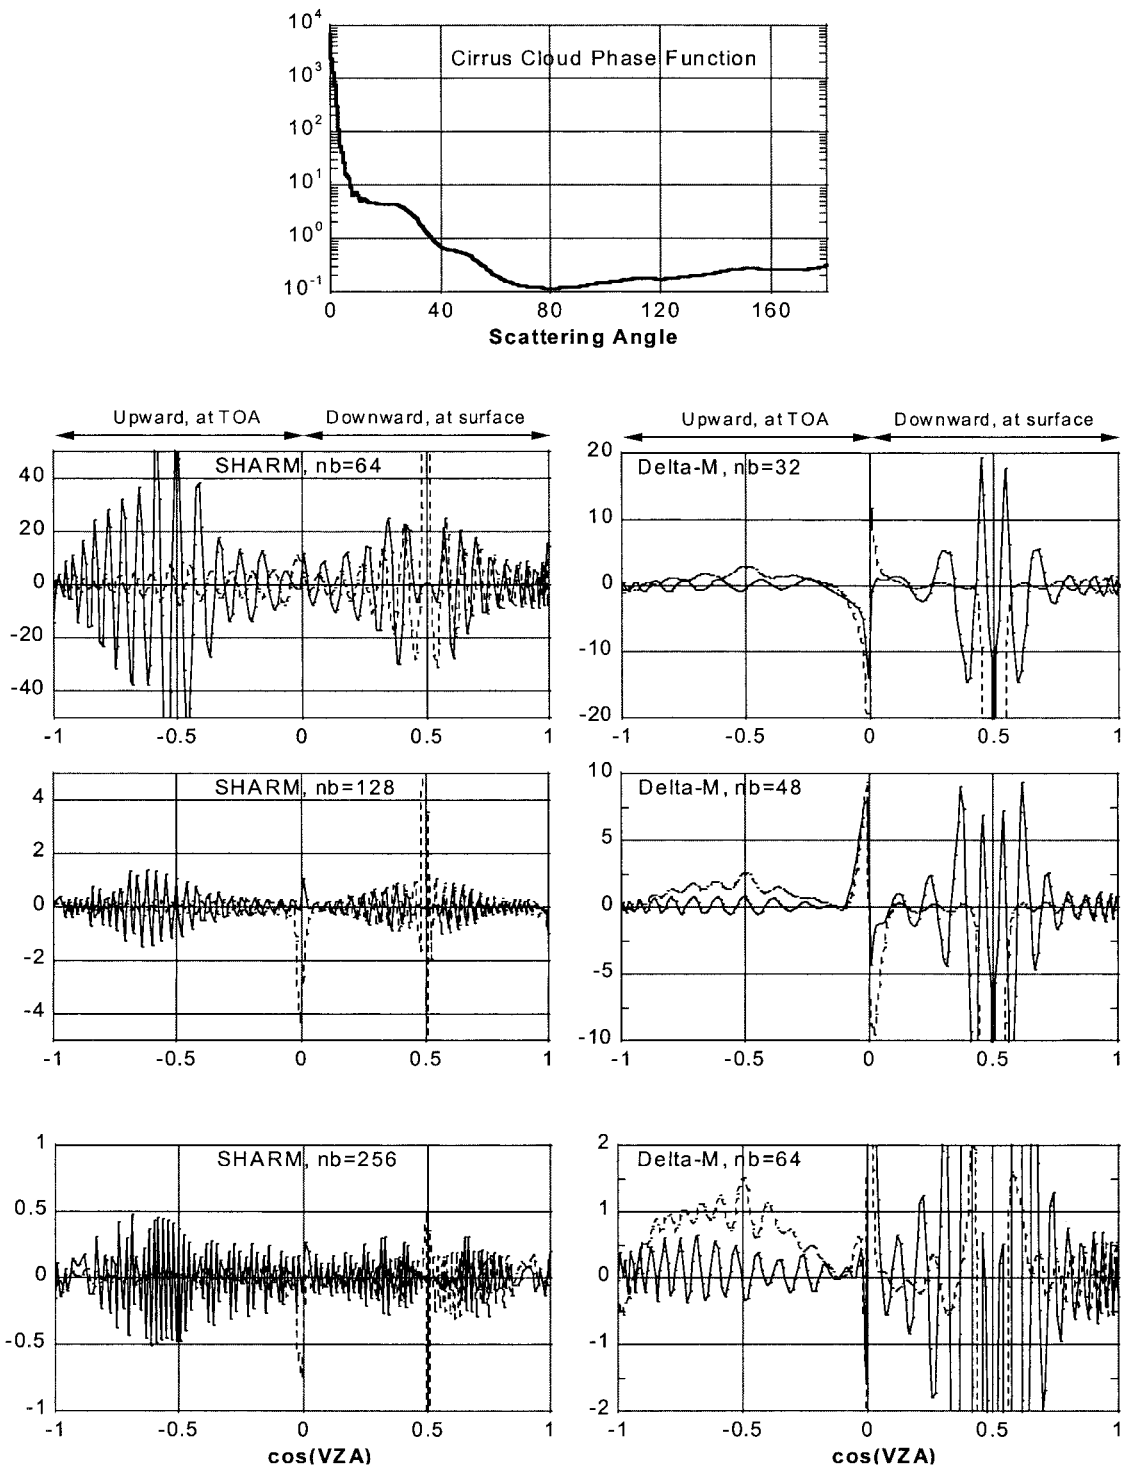 10^4
Cirrus Cloud Phase Function
10^3
10^2
10^1
10^0
10^-1
0 40 80 120 160
Scattering Angle
Upward, at TOA Downward, at surface
Upward, at TOA Downward, at surface
SHARM, nb=64
40
20
0
-20
-40
-1 -0.5 0 0.5 1
Delta-M, nb=32
20
10
0
-10
-20
-1 -0.5 0 0.5 1
SHARM, nb=128
4
2
0
-2
-4
-1 -0.5 0 0.5 1
Delta-M, nb=48
10
5
0
-5
-10
-1 -0.5 0 0.5 1
SHARM, nb=256
1
0.5
0
-0.5
-1
-1 -0.5 0 0.5 1
cos(VZA)
Delta-M, nb=64
2
1
0
-1
-2
-1 -0.5 0 0.5 1
cos(VZA)